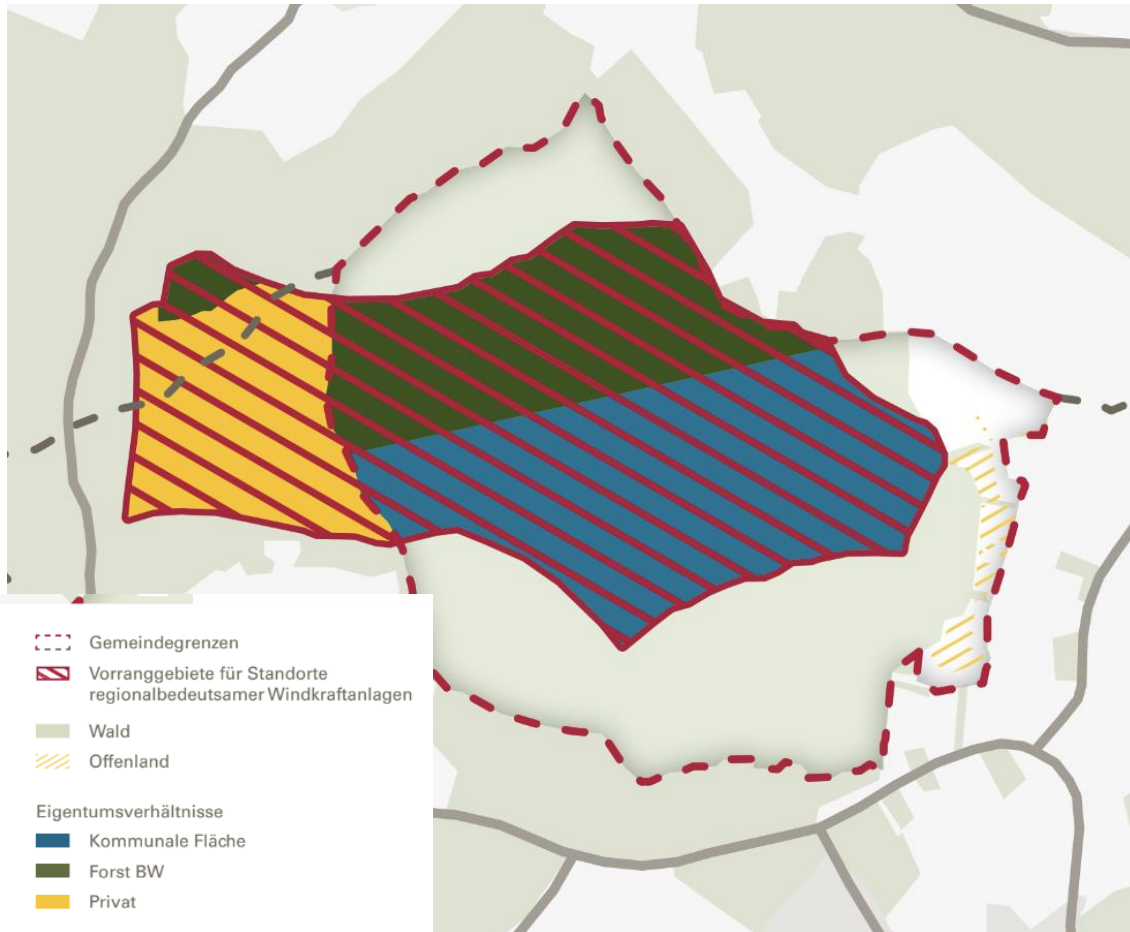 Gemeindegrenzen
Vorranggebiete für Standorte
regionalbedeutsamer Windkraftanlagen
Wald
Offenland
Eigentumsverhältnisse
Kommunale Fläche
Forst BW
Privat